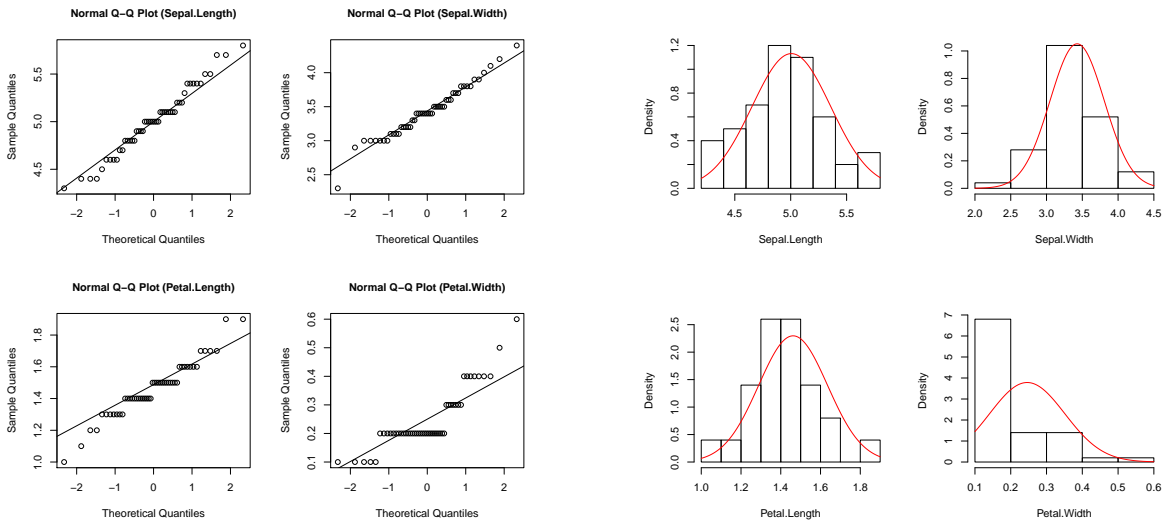 Normal Q−Q Plot (Sepal.Length)
Sample Quantiles
4.5 5.0 5.5
−2 −1 0 1 2
Theoretical Quantiles
Normal Q−Q Plot (Sepal.Width)
Sample Quantiles
2.5 3.0 3.5 4.0
−2 −1 0 1 2
Theoretical Quantiles
Density
0.0 0.4 0.8 1.2
4.5 5.0 5.5
Sepal.Length
Density
0.0 0.2 0.4 0.6 0.8 1.0
2.0 2.5 3.0 3.5 4.0 4.5
Sepal.Width
Normal Q−Q Plot (Petal.Length)
Sample Quantiles
1.0 1.2 1.4 1.6 1.8
−2 −1 0 1 2
Theoretical Quantiles
Normal Q−Q Plot (Petal.Width)
Sample Quantiles
0.1 0.2 0.3 0.4 0.5 0.6
−2 −1 0 1 2
Theoretical Quantiles
Density
0.0 0.5 1.0 1.5 2.0 2.5
1.0 1.2 1.4 1.6 1.8
Petal.Length
Density
0 1 2 3 4 5 6 7
0.1 0.2 0.3 0.4 0.5 0.6
Petal.Width